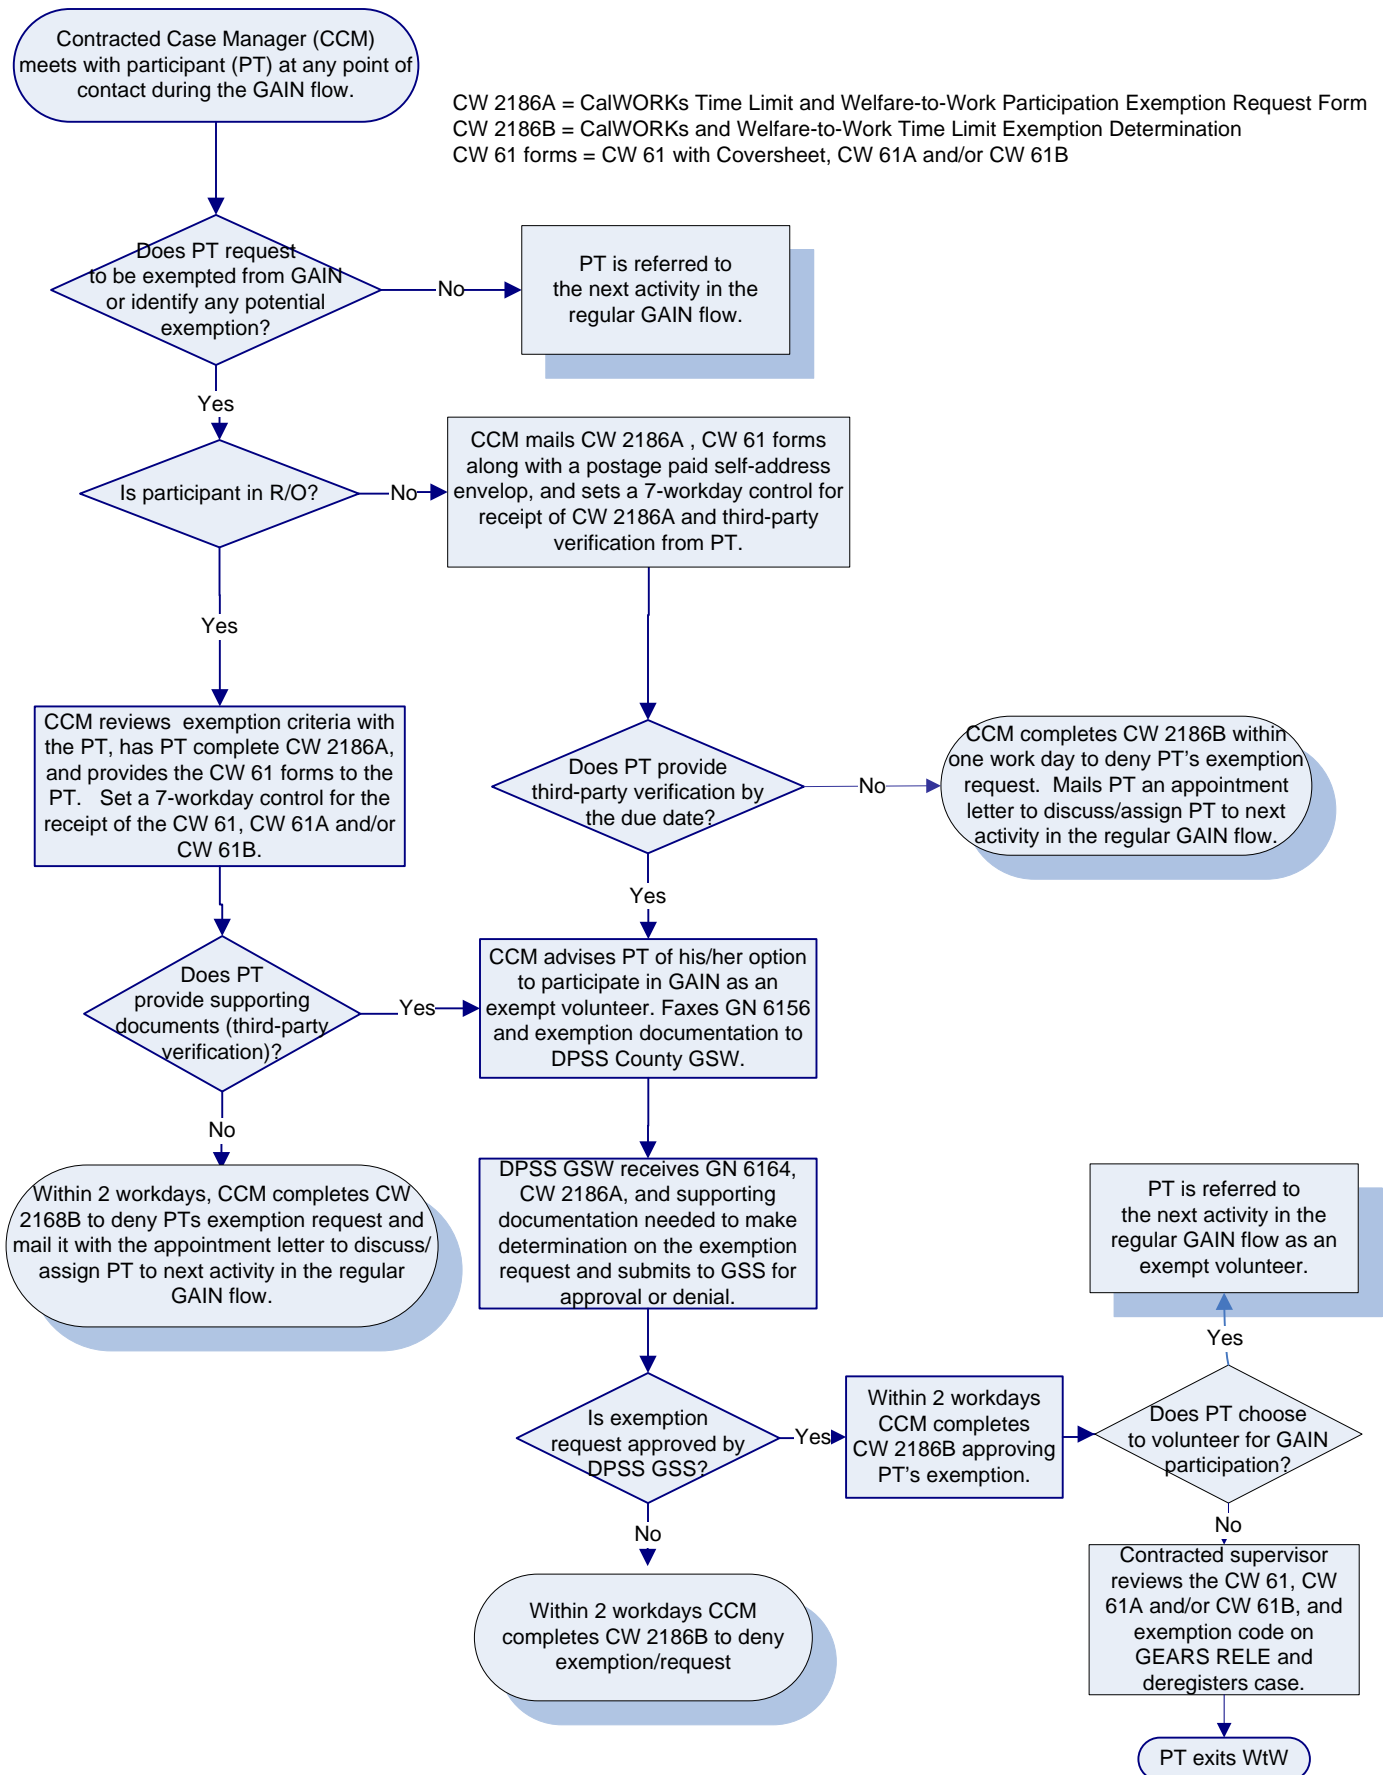 Contracted Case Manager (CCM)
meets with participant (PT) at any point of
contact during the GAIN flow.
CW 2186A = CalWORKs Time Limit and Welfare-to-Work Participation Exemption Request Form
CW 2186B = CalWORKs and Welfare-to-Work Time Limit Exemption Determination
CW 61 forms = CW 61 with Coversheet, CW 61A and/or CW 61B
Does PT request
to be exempted from GAIN
or identify any potential
exemption?
No
PT is referred to
the next activity in the
regular GAIN flow.
Yes
Is participant in R/O?
No
CCM mails CW 2186A , CW 61 forms
along with a postage paid self-address
envelop, and sets a 7-workday control for
receipt of CW 2186A and third-party
verification from PT.
Yes
CCM reviews  exemption criteria with
the PT, has PT complete CW 2186A,
and provides the CW 61 forms to the
PT.   Set a 7-workday control for the
receipt of the CW 61, CW 61A and/or
CW 61B.
Does PT provide
third-party verification by
the due date?
No
CCM completes CW 2186B within
one work day to deny PT’s exemption
request.  Mails PT an appointment
letter to discuss/assign PT to next
activity in the regular GAIN flow.
Yes
Does PT
provide supporting
documents (third-party
verification)?
Yes
CCM advises PT of his/her option
to participate in GAIN as an
exempt volunteer. Faxes GN 6156
and exemption documentation to
DPSS County GSW.
No
Within 2 workdays, CCM completes CW
2168B to deny PTs exemption request and
mail it with the appointment letter to discuss/
assign PT to next activity in the regular
GAIN flow.
DPSS GSW receives GN 6164,
CW 2186A, and supporting
documentation needed to make
determination on the exemption
request and submits to GSS for
approval or denial.
PT is referred to
the next activity in the
regular GAIN flow as an
exempt volunteer.
Yes
Is exemption
request approved by
DPSS GSS?
Yes
Within 2 workdays
CCM completes
CW 2186B approving
PT’s exemption.
Does PT choose
to volunteer for GAIN
participation?
No
No
Within 2 workdays CCM
completes CW 2186B to deny
exemption/request
Contracted supervisor
reviews the CW 61, CW
61A and/or CW 61B, and
exemption code on
GEARS RELE and
deregisters case.
PT exits WtW